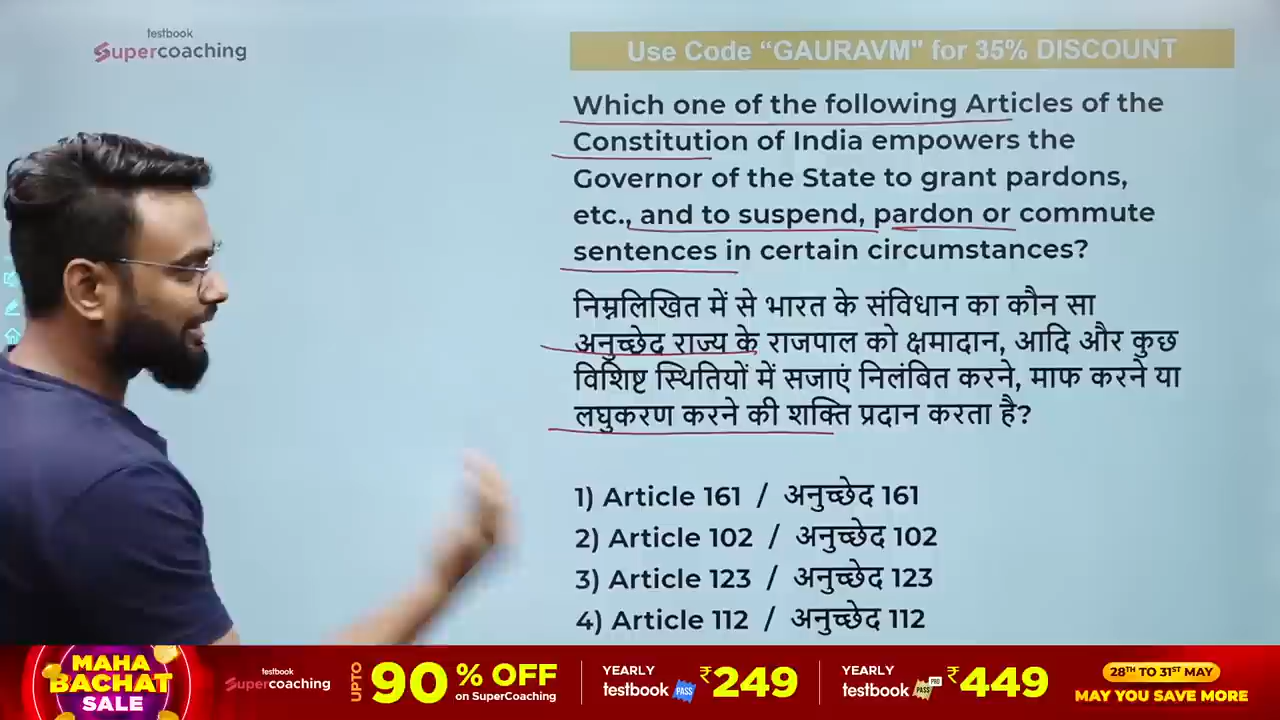 testbook
Supercoaching
Use Code “GAURAVM" for 35% DISCOUNT
Which one of the following Articles of the
Constitution of India empowers the
Governor of the State to grant pardons,
etc., and to suspend, pardon or commute
sentences in certain circumstances?
निम्नलिखित में से भारत के संविधान का कौन सा
अनुच्छेद राज्य के राजपाल को क्षमादान, आदि और कुछ
विशिष्ट स्थितियों में सजाएं निलंबित करने, माफ करने या
लघुकरण करने की शक्ति प्रदान करता है?
1) Article 161 / अनुच्छेद 161
2) Article 102 / अनुच्छेद 102
3) Article 123 / अनुच्छेद 123
4) Article 112 / अनुच्छेद 112
MAHA
BACHAT
SALE
testbook
Supercoaching
UPTO
90% OFF
on SuperCoaching
YEARLY
testbook PASS
₹249
YEARLY
testbook PASS PRO
₹449
28TH TO 31ST MAY
MAY YOU SAVE MORE